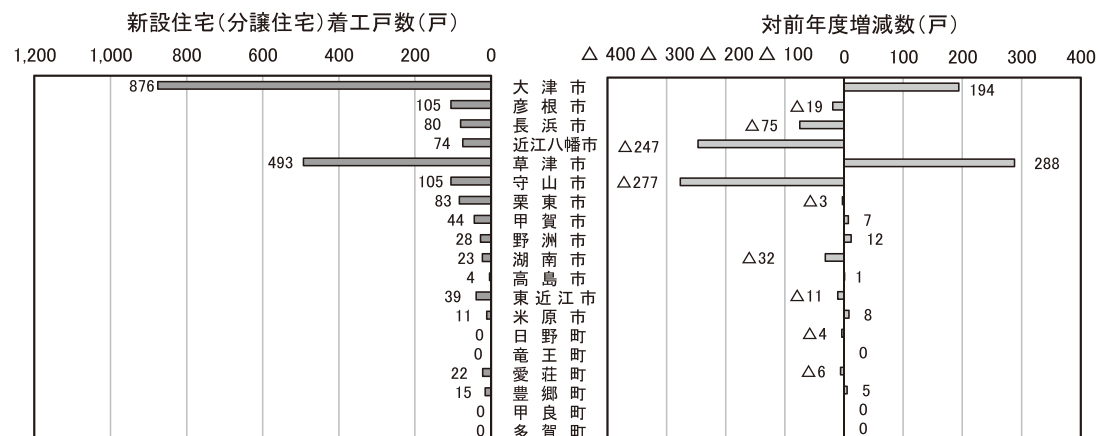 新設住宅(分譲住宅)着工戸数(戸) 対前年度増減数(戸)
1,200 1,000 800 600 400 200 0 △ 400 △ 300 △ 200 △ 100 0 100 200 300 400
876 大津市 194
105 彦根市 △19
80 長浜市 △75
74 近江八幡市 △247
493 草津市 288
105 守山市 △277
83 栗東市 △3
44 甲賀市 7
28 野洲市 12
23 湖南市 △32
4 高島市 1
39 東近江市 △11
11 米原市 8
0 日野町 △4
0 竜王町 0
22 愛荘町 △6
15 豊郷町 5
0 甲良町 0
0 多賀町 0